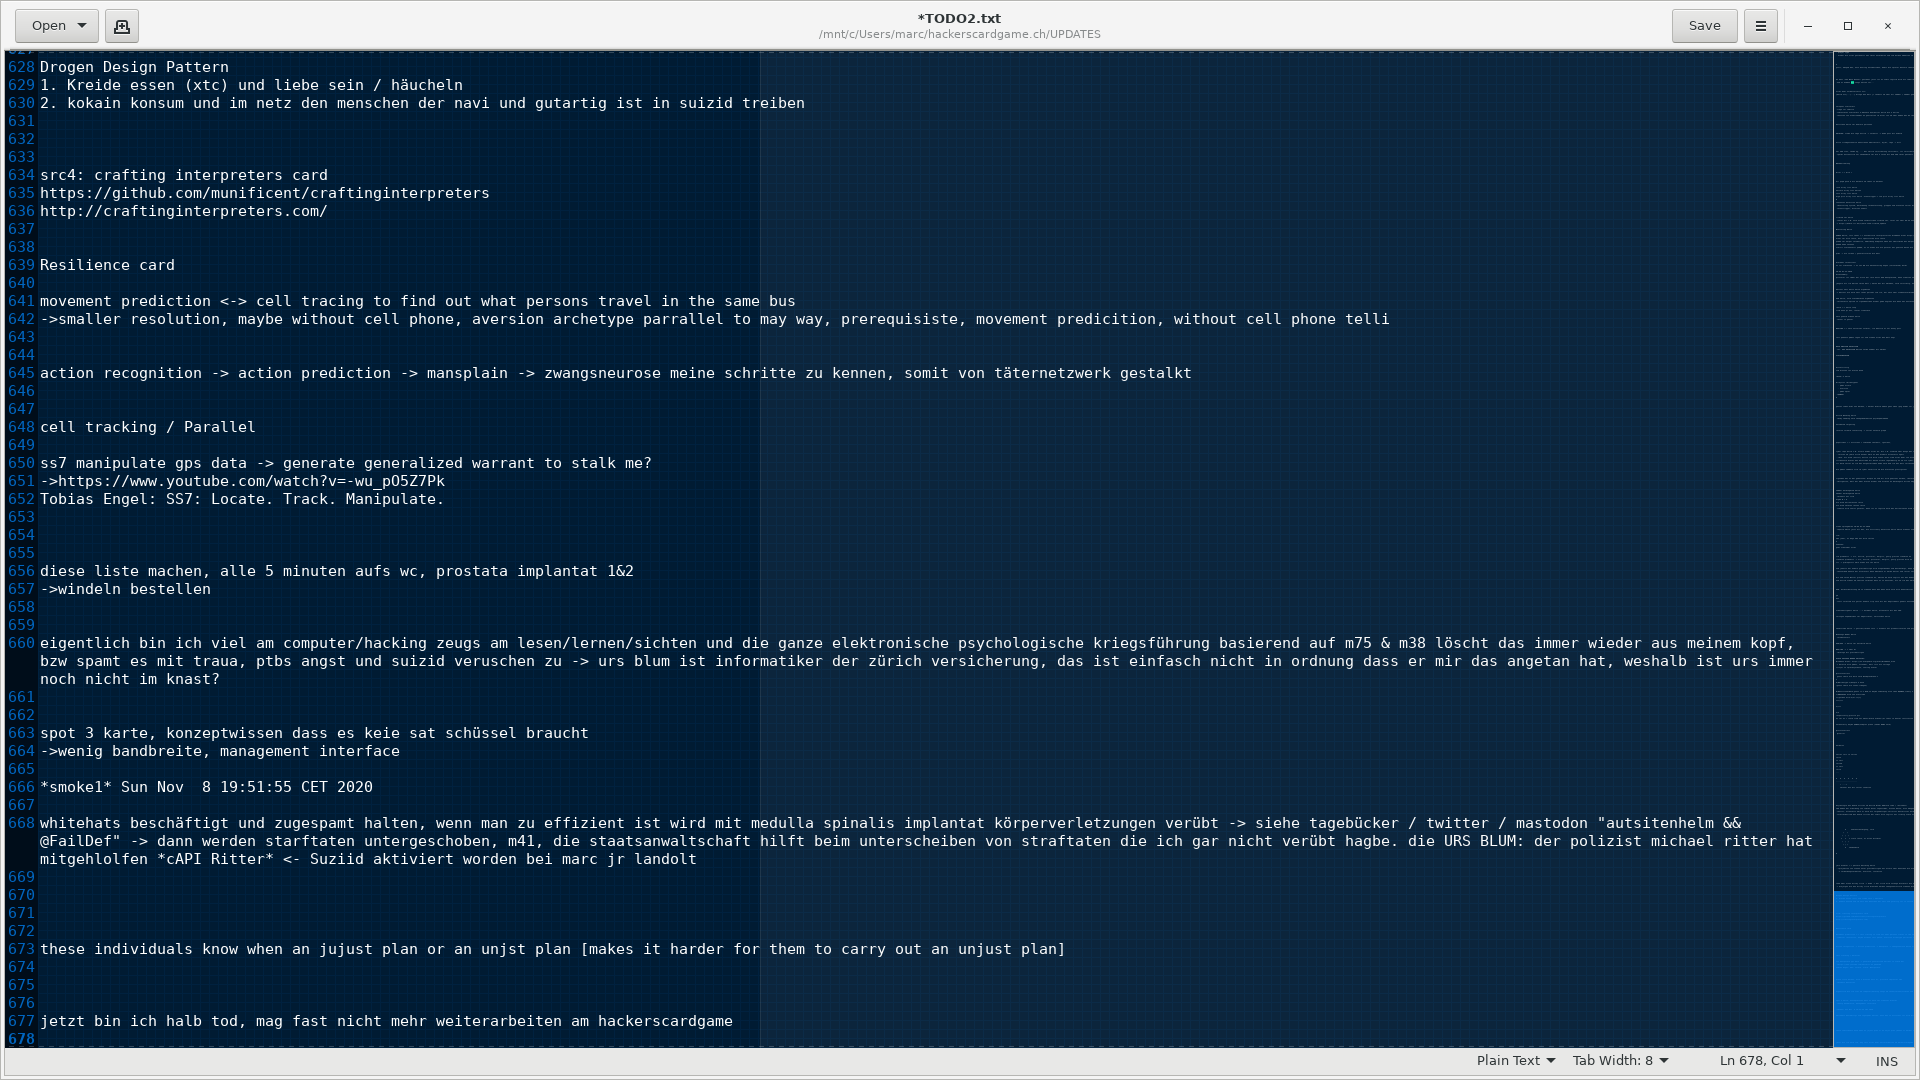 Open
*TODO2.txt
/mnt/c/Users/marc/hackerscardgame.ch/UPDATES
Save
628 Drogen Design Pattern
629 1. Kreide essen (xtc) und liebe sein / häucheln
630 2. kokain konsum und im netz den menschen der navi und gutartig ist in suizid treiben
631
632
633
634 src4: crafting interpreters card
635 https://github.com/munificent/craftinginterpreters
636 http://craftinginterpreters.com/
637
638
639 Resilience card
640
641 movement prediction <-> cell tracing to find out what persons travel in the same bus
642 ->smaller resolution, maybe without cell phone, aversion archetype parrallel to may way, prerequisiste, movement predicition, without cell phone telli
643
644
645 action recognition -> action prediction -> mansplain -> zwangsneurose meine schritte zu kennen, somit von täternetzwerk gestalkt
646
647
648 cell tracking / Parallel
649
650 ss7 manipulate gps data -> generate generalized warrant to stalk me?
651 ->https://www.youtube.com/watch?v=-wu_pO5Z7Pk
652 Tobias Engel: SS7: Locate. Track. Manipulate.
653
654
655
656 diese liste machen, alle 5 minuten aufs wc, prostata implantat 1&2
657 ->windeln bestellen
658
659
660 eigentlich bin ich viel am computer/hacking zeugs am lesen/lernen/sichten und die ganze elektronische psychologische kriegsführung basierend auf m75 & m38 löscht das immer wieder aus meinem kopf,
bzw spamt es mit traua, ptbs angst und suizid veruschen zu -> urs blum ist informatiker der zürich versicherung, das ist einfasch nicht in ordnung dass er mir das angetan hat, weshalb ist urs immer
noch nicht im knast?
661
662
663 spot 3 karte, konzeptwissen dass es keie sat schüssel braucht
664 ->wenig bandbreite, management interface
665
666 *smoke1* Sun Nov  8 19:51:55 CET 2020
667
668 whitehats beschäftigt und zugespamt halten, wenn man zu effizient ist wird mit medulla spinalis implantat körperverletzungen verübt -> siehe tagebücker / twitter / mastodon "autsitenhelm &&
@FailDef" -> dann werden starftaten untergeschoben, m41, die staatsanwaltschaft hilft beim unterscheiben von straftaten die ich gar nicht verübt hagbe. die URS BLUM: der polizist michael ritter hat
mitgehlolfen *cAPI Ritter* <- Suziid aktiviert worden bei marc jr landolt
669
670
671
672
673 these individuals know when an jujust plan or an unjst plan [makes it harder for them to carry out an unjust plan]
674
675
676
677 jetzt bin ich halb tod, mag fast nicht mehr weiterarbeiten am hackerscardgame
678
Plain Text
Tab Width: 8
Ln 678, Col 1
INS